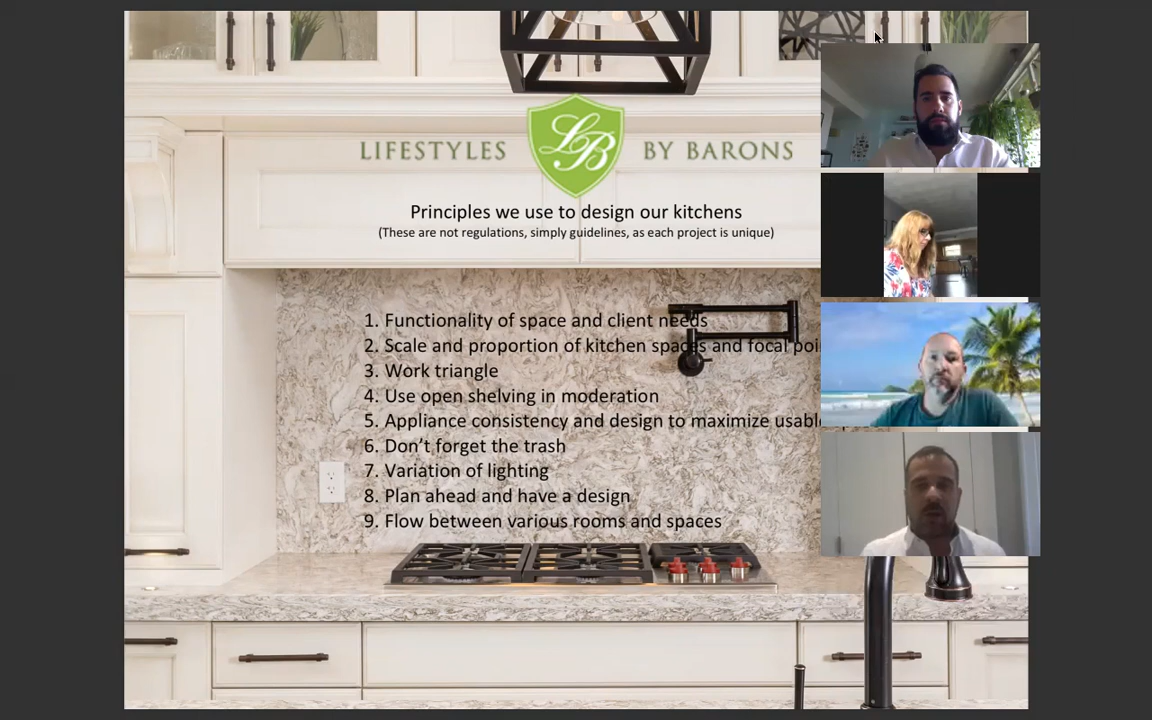 LIFESTYLES LB BY BARONS
Principles we use to design our kitchens
(These are not regulations, simply guidelines, as each project is unique)
1. Functionality of space and client needs
2. Scale and proportion of kitchen spaces and focal
3. Work triangle
4. Use open shelving in moderation
5. Appliance consistency and design to maximize
6. Don’t forget the trash
7. Variation of lighting
8. Plan ahead and have a design
9. Flow between various rooms and spaces